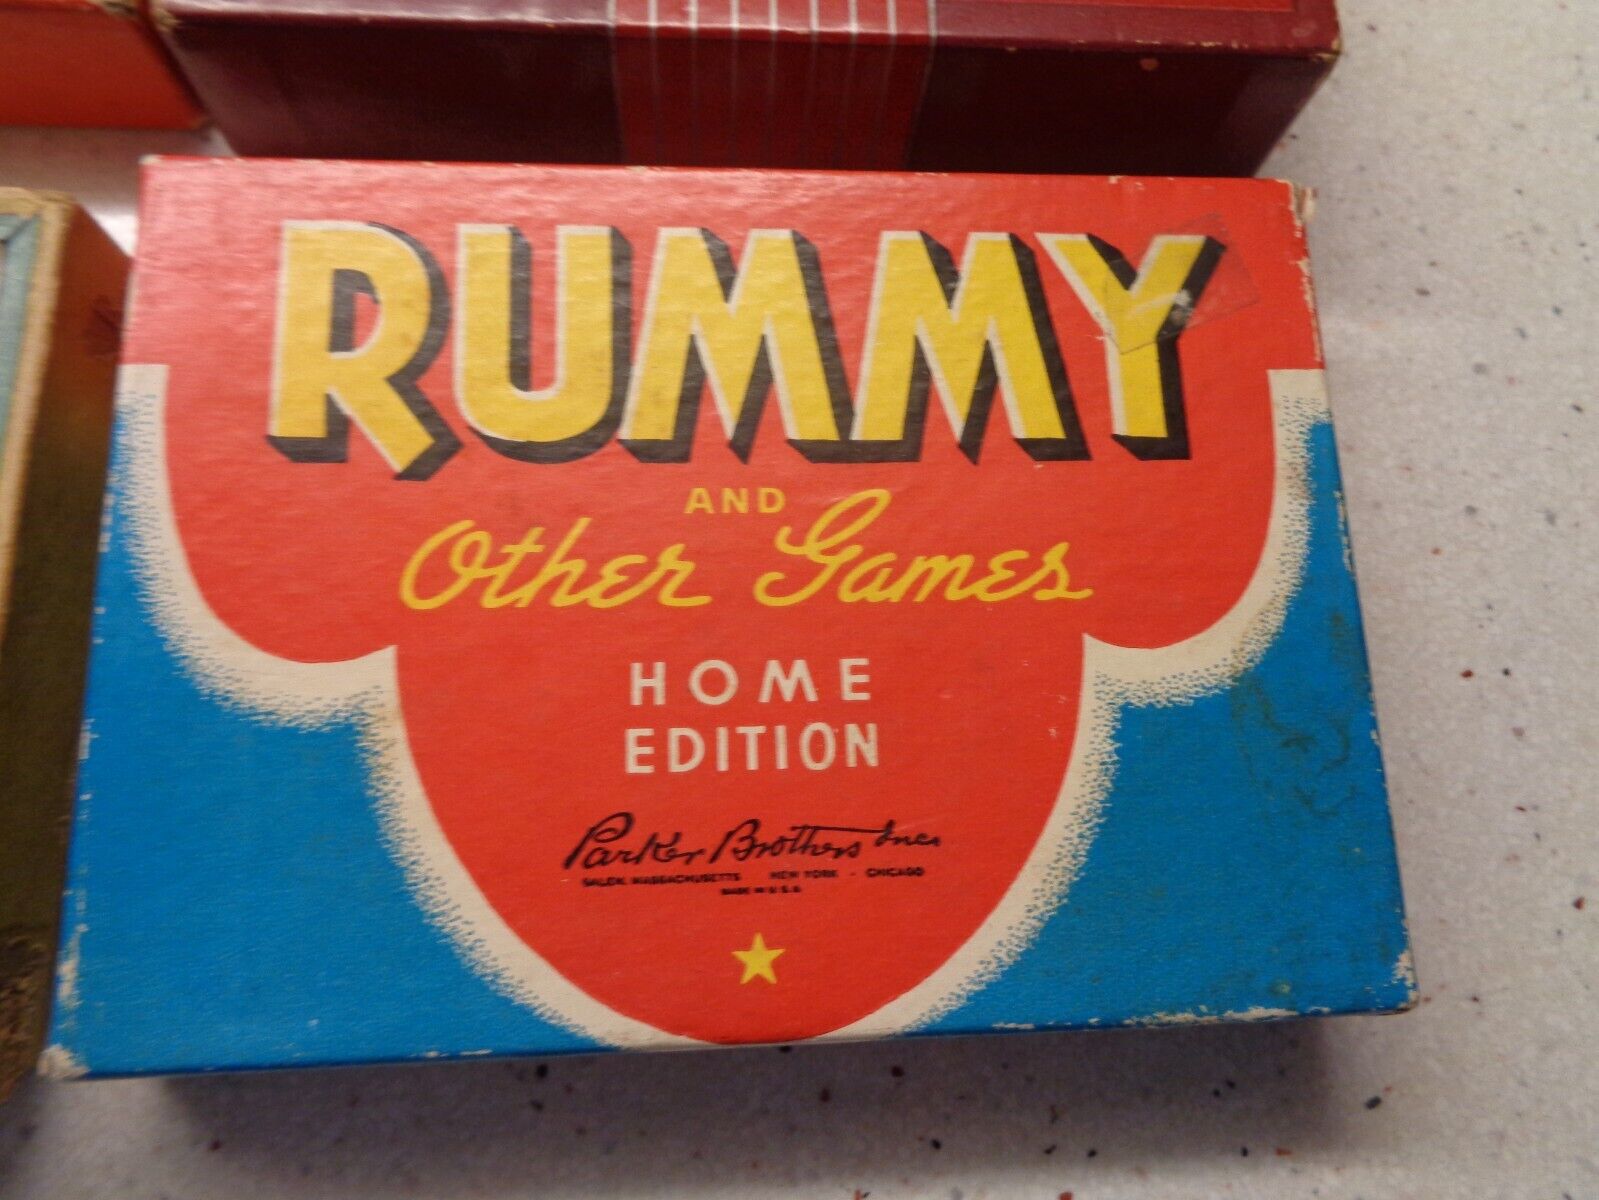 RUMMY
AND
Other Games
HOME
EDITION
Parker Brothers Inc.
SALEM, MASSACHUSETTS NEW YORK - CHICAGO
MADE IN U.S.A.